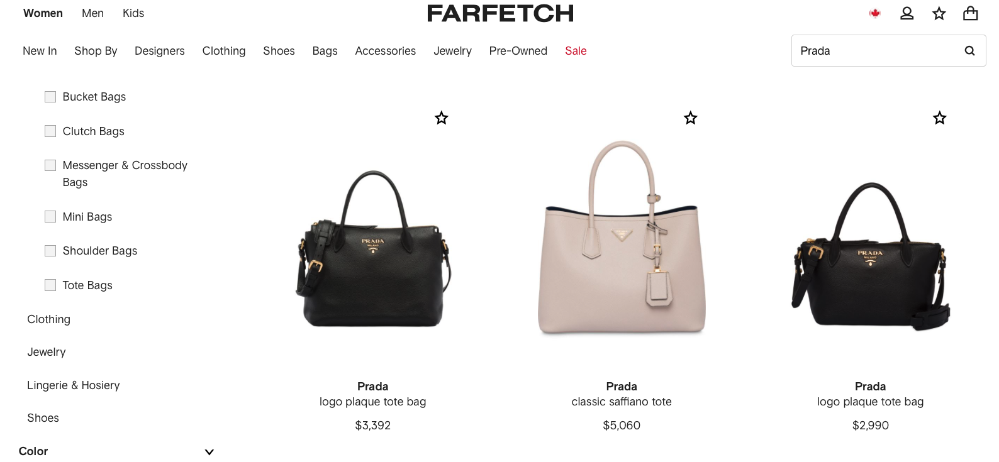 Women Men Kids
FARFETCH
New In Shop By Designers Clothing Shoes Bags Accessories Jewelry Pre-Owned Sale
Prada
Bucket Bags
Clutch Bags
Messenger & Crossbody
Bags
Mini Bags
Shoulder Bags
Tote Bags
Clothing
Jewelry
Lingerie & Hosiery
Shoes
Color
PRADA
MILANO
PRADA
MILANO
Prada
logo plaque tote bag
$3,392
Prada
classic saffiano tote
$5,060
Prada
logo plaque tote bag
$2,990